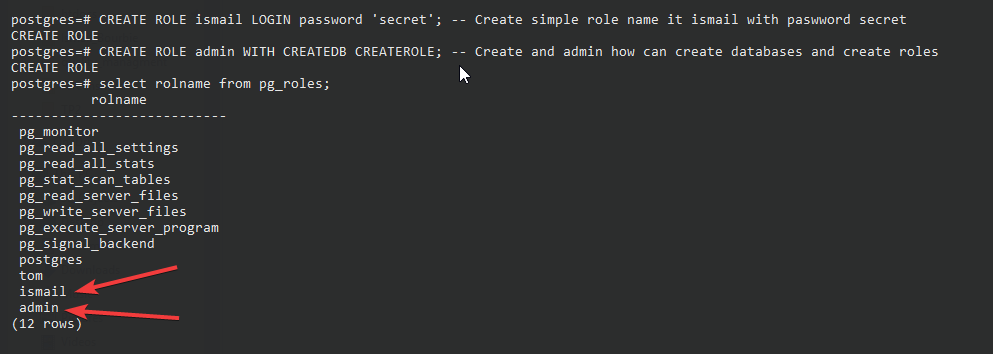 postgres=# CREATE ROLE ismail LOGIN password 'secret'; -- Create simple role name it ismail with paswword secret
CREATE ROLE
postgres=# CREATE ROLE admin WITH CREATEDB CREATEROLE; -- Create and admin how can create databases and create roles
CREATE ROLE
postgres=# select rolname from pg_roles;
          rolname
---------------------------
 pg_monitor
 pg_read_all_settings
 pg_read_all_stats
 pg_stat_scan_tables
 pg_read_server_files
 pg_write_server_files
 pg_execute_server_program
 pg_signal_backend
 postgres
 tom
 ismail
 admin
(12 rows)